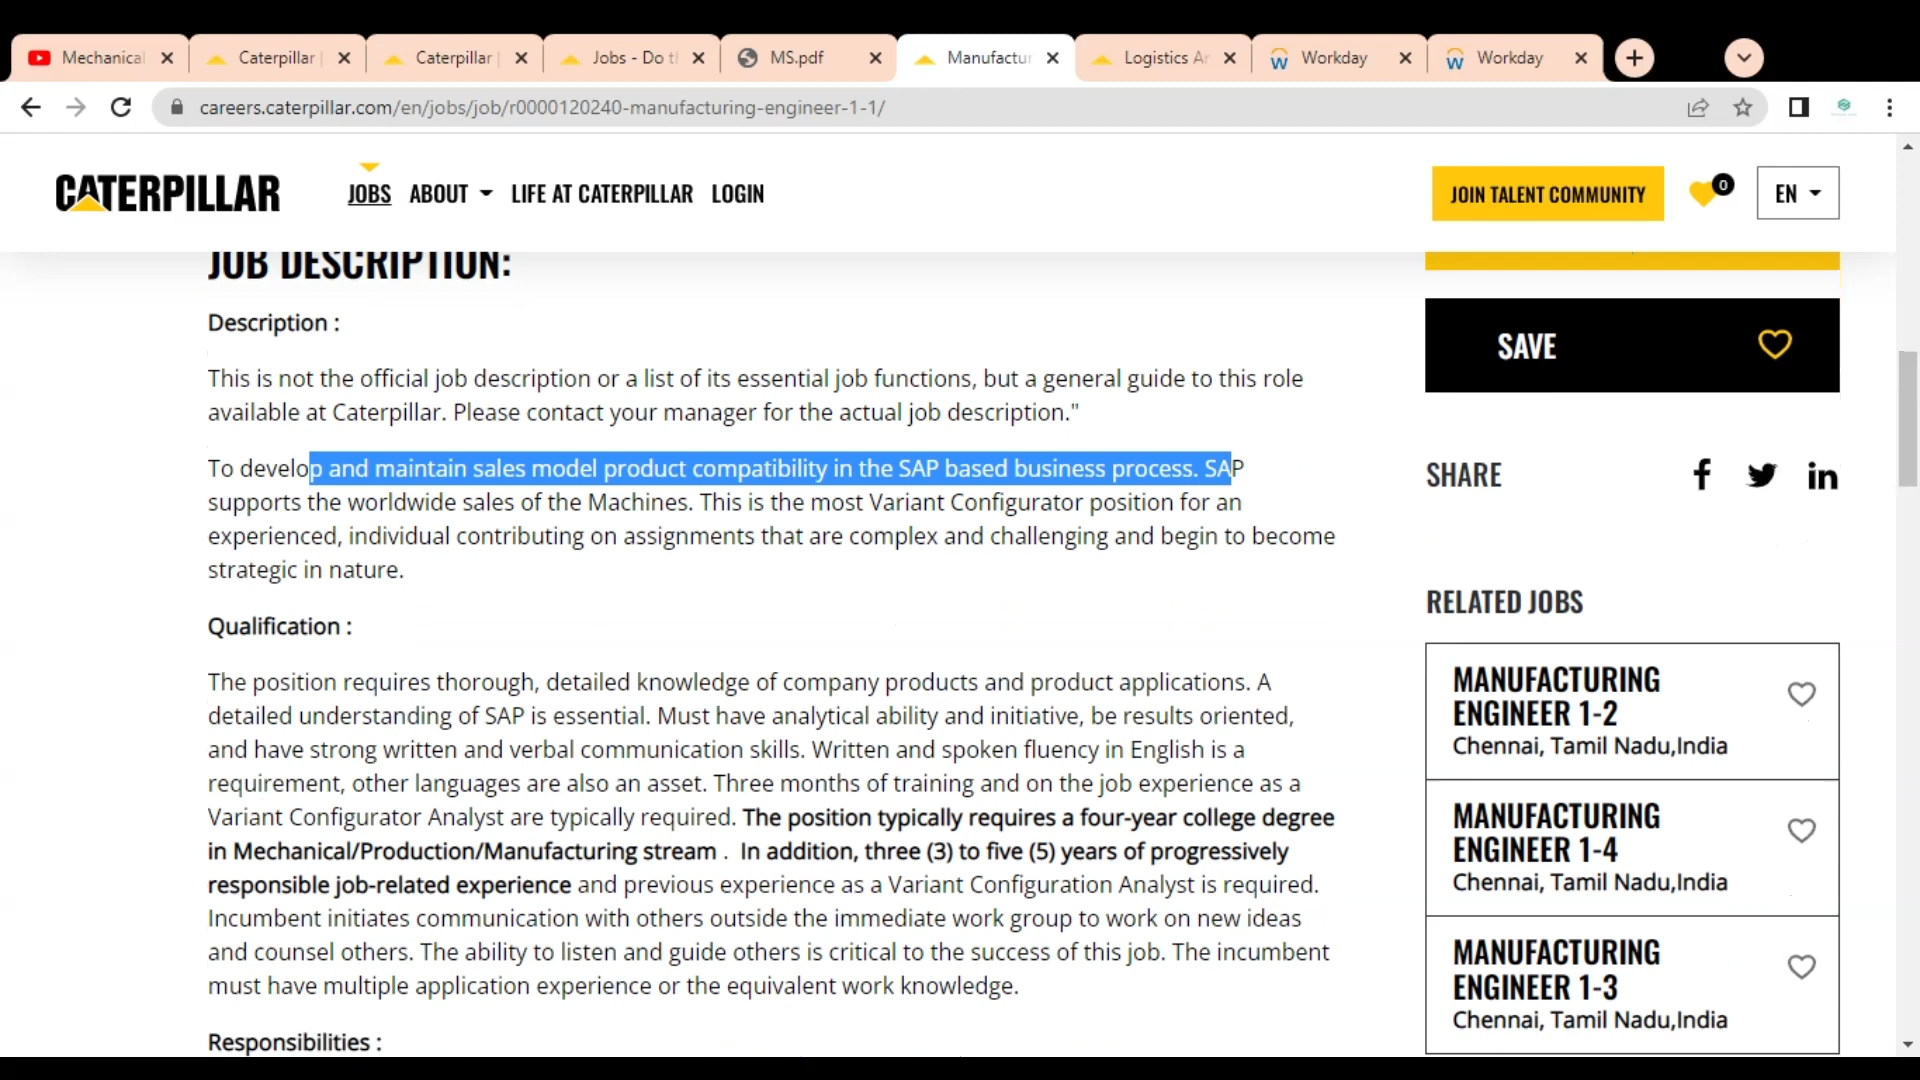 Mechanical
Caterpillar
Caterpillar
Jobs - Do th
MS.pdf
Manufactur
Logistics An
Workday
Workday
careers.caterpillar.com/en/jobs/job/r0000120240-manufacturing-engineer-1-1/
CATERPILLAR
JOBS ABOUT LIFE AT CATERPILLAR LOGIN
JOIN TALENT COMMUNITY
0
EN
JOB DESCRIPTION:
Description :
This is not the official job description or a list of its essential job functions, but a general guide to this role
available at Caterpillar. Please contact your manager for the actual job description."
To develop and maintain sales model product compatibility in the SAP based business process. SAP
supports the worldwide sales of the Machines. This is the most Variant Configurator position for an
experienced, individual contributing on assignments that are complex and challenging and begin to become
strategic in nature.
Qualification :
The position requires thorough, detailed knowledge of company products and product applications. A
detailed understanding of SAP is essential. Must have analytical ability and initiative, be results oriented,
and have strong written and verbal communication skills. Written and spoken fluency in English is a
requirement, other languages are also an asset. Three months of training and on the job experience as a
Variant Configurator Analyst are typically required. The position typically requires a four-year college degree
in Mechanical/Production/Manufacturing stream . In addition, three (3) to five (5) years of progressively
responsible job-related experience and previous experience as a Variant Configuration Analyst is required.
Incumbent initiates communication with others outside the immediate work group to work on new ideas
and counsel others. The ability to listen and guide others is critical to the success of this job. The incumbent
must have multiple application experience or the equivalent work knowledge.
Responsibilities :
SAVE
SHARE
RELATED JOBS
MANUFACTURING
ENGINEER 1-2
Chennai, Tamil Nadu,India
MANUFACTURING
ENGINEER 1-4
Chennai, Tamil Nadu,India
MANUFACTURING
ENGINEER 1-3
Chennai, Tamil Nadu,India